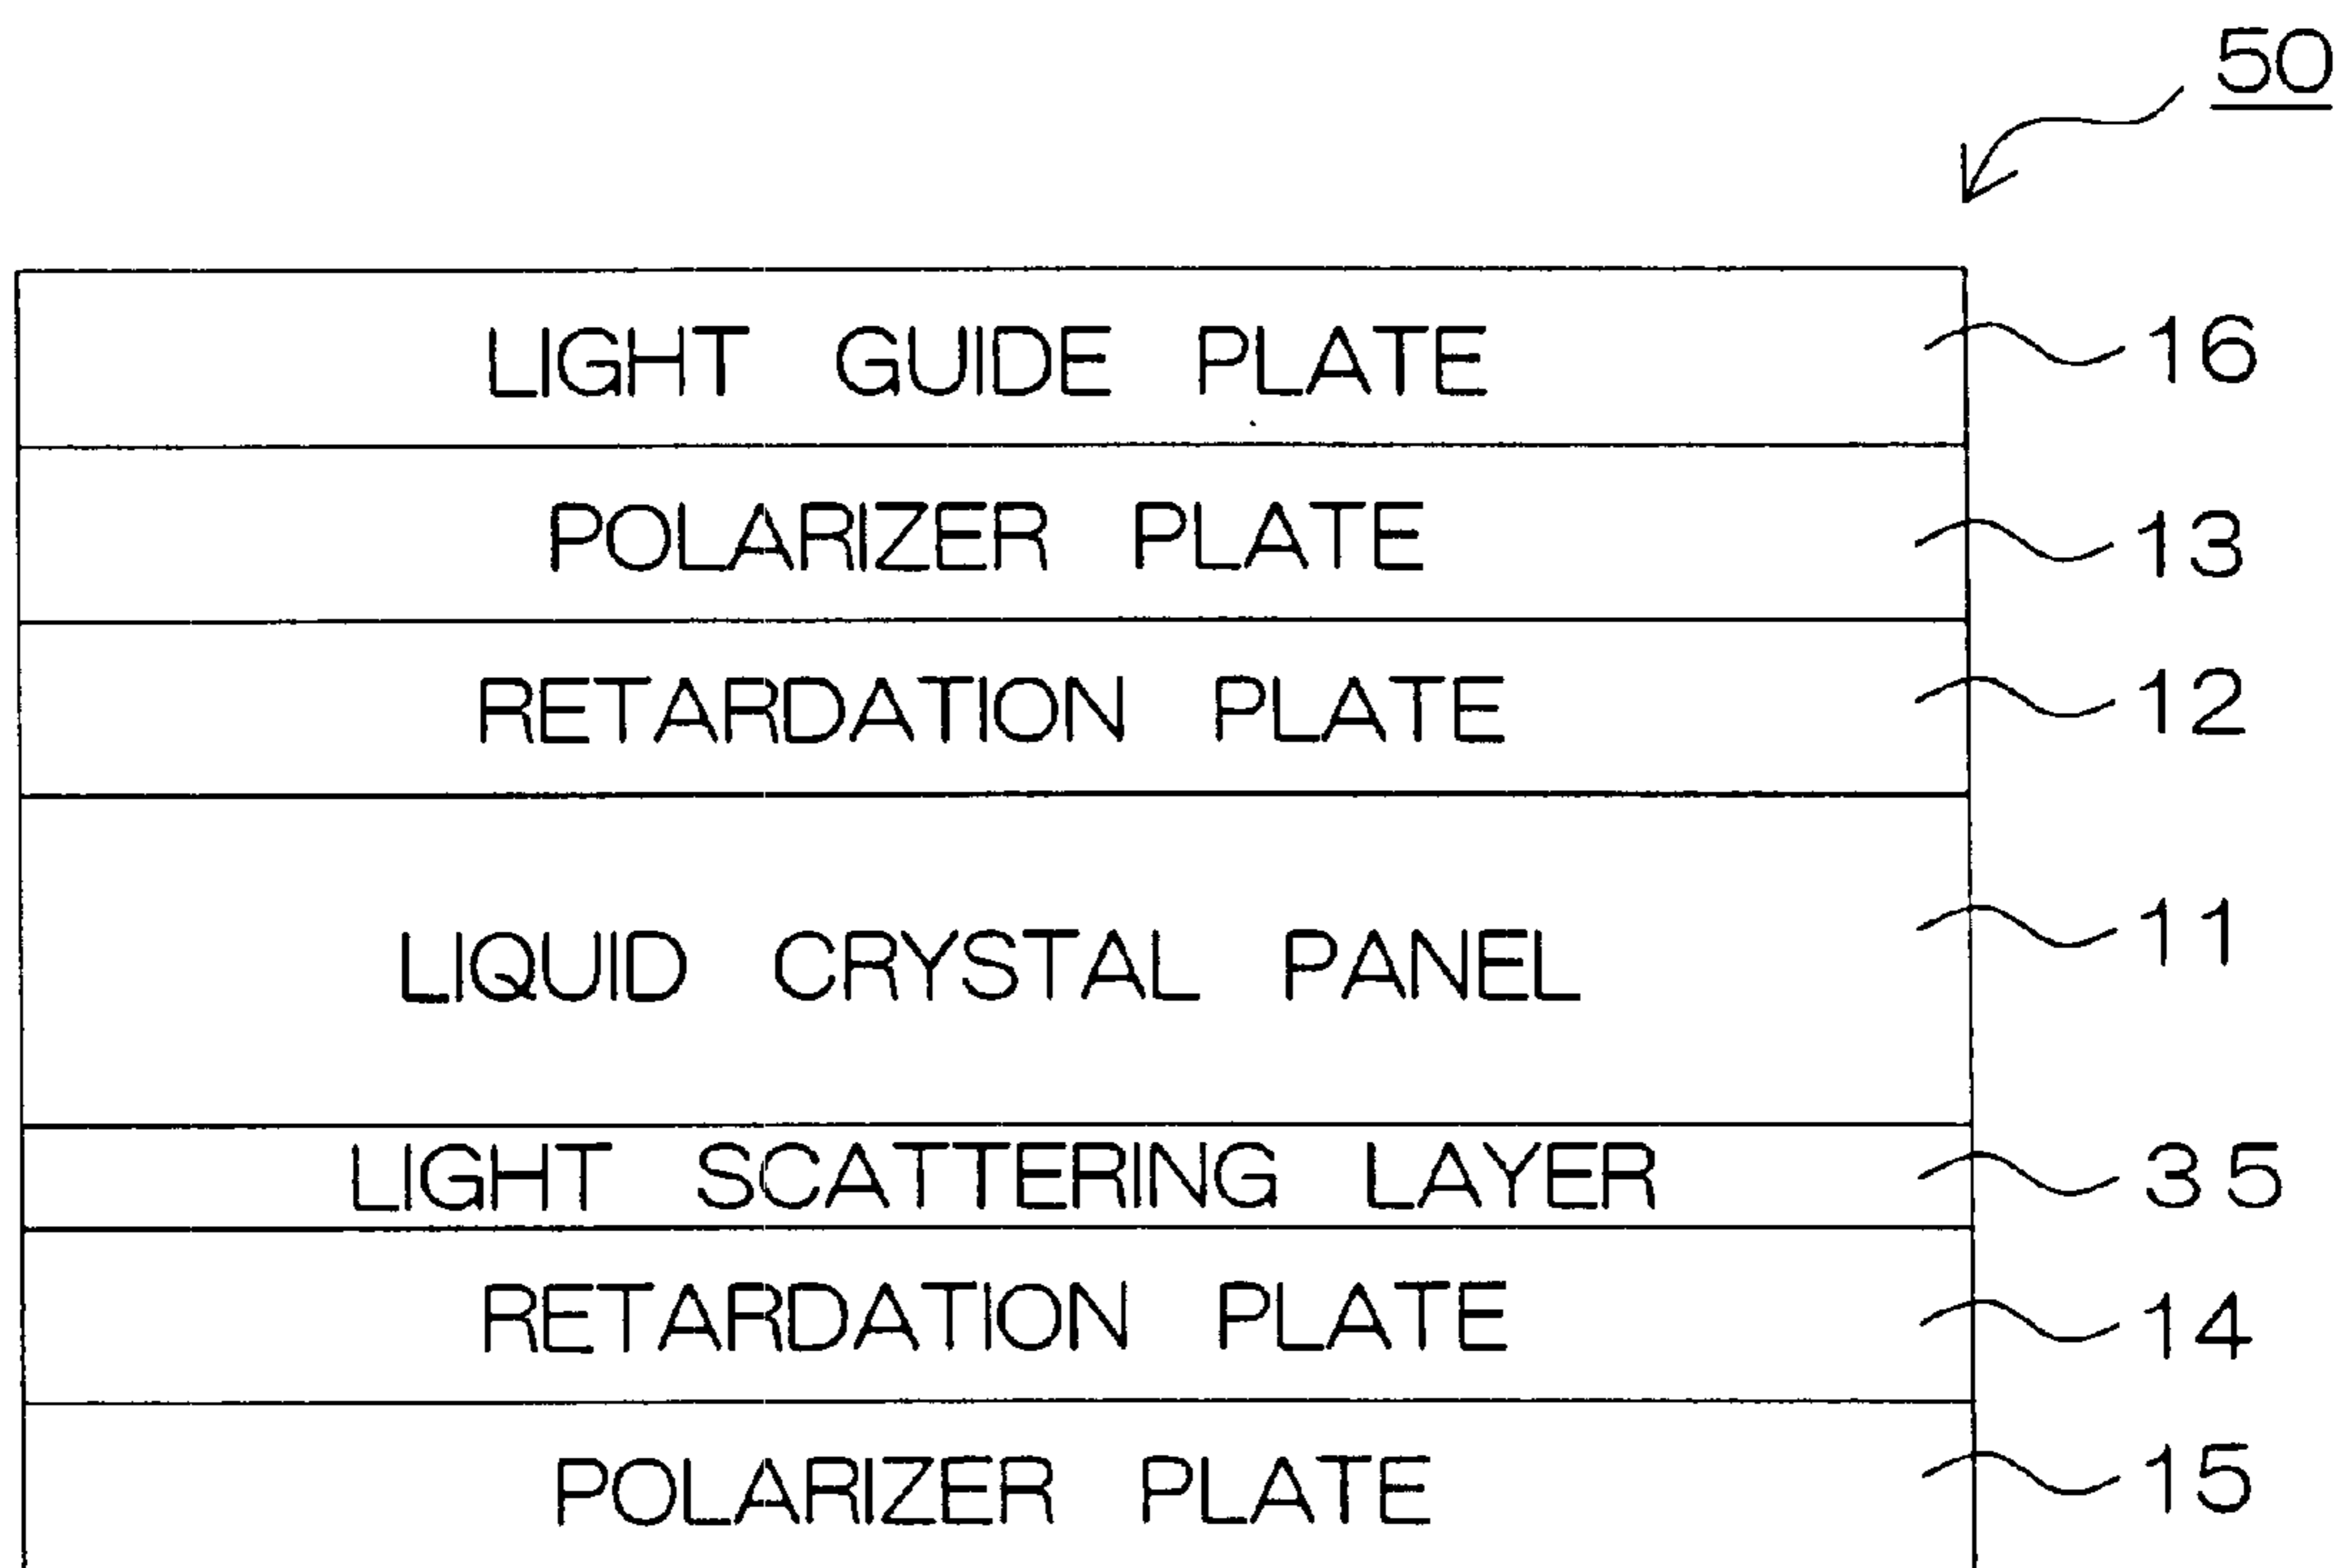 50
LIGHT GUIDE PLATE 16
POLARIZER PLATE 13
RETARDATION PLATE 12
LIQUID CRYSTAL PANEL 11
LIGHT SCATTERING LAYER 35
RETARDATION PLATE 14
POLARIZER PLATE 15